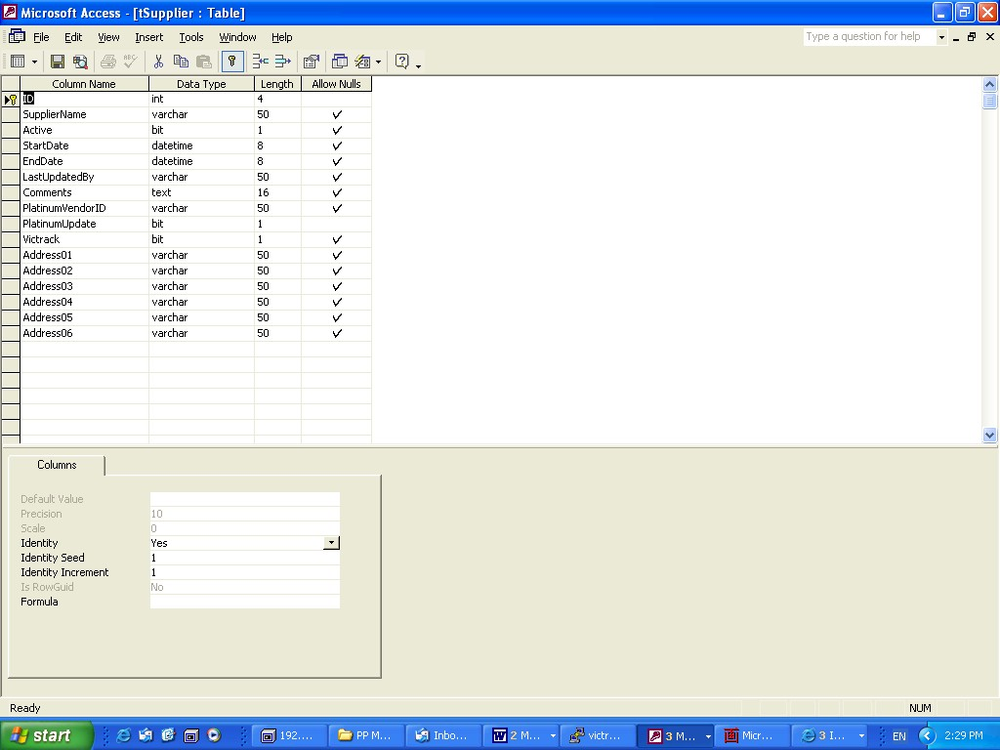 Microsoft Access - [tSupplier : Table]
File Edit View Insert Tools Window Help Type a question for help
Column Name Data Type Length Allow Nulls
ID int 4
SupplierName varchar 50
Active bit 1
StartDate datetime 8
EndDate datetime 8
LastUpdatedBy varchar 50
Comments text 16
PlatinumVendorID varchar 50
PlatinumUpdate bit 1
Victrack bit 1
Address01 varchar 50
Address02 varchar 50
Address03 varchar 50
Address04 varchar 50
Address05 varchar 50
Address06 varchar 50
Columns
Default Value
Precision 10
Scale 0
Identity Yes
Identity Seed 1
Identity Increment 1
Is RowGuid No
Formula
Ready NUM
start 192.... PP M... Inbo... 2 M... victr... 3 M... Micr... 3 I... EN 2:29 PM